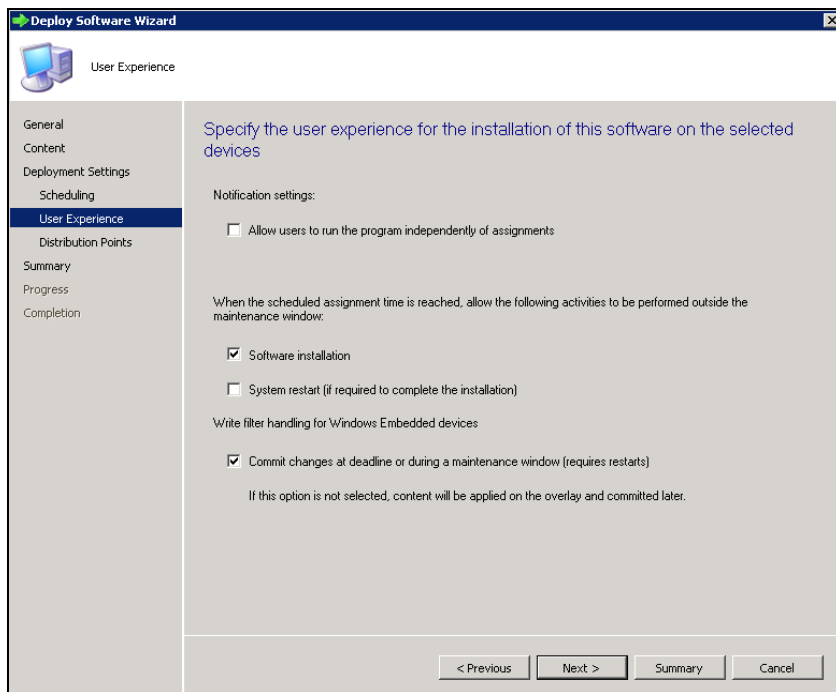 Deploy Software Wizard
User Experience
General
Content
Deployment Settings
Scheduling
User Experience
Distribution Points
Summary
Progress
Completion
Specify the user experience for the installation of this software on the selected
devices
Notification settings:
Allow users to run the program independently of assignments
When the scheduled assignment time is reached, allow the following activities to be performed outside the
maintenance window:
Software installation
System restart (if required to complete the installation)
Write filter handling for Windows Embedded devices
Commit changes at deadline or during a maintenance window (requires restarts)
If this option is not selected, content will be applied on the overlay and committed later.
< Previous
Next >
Summary
Cancel